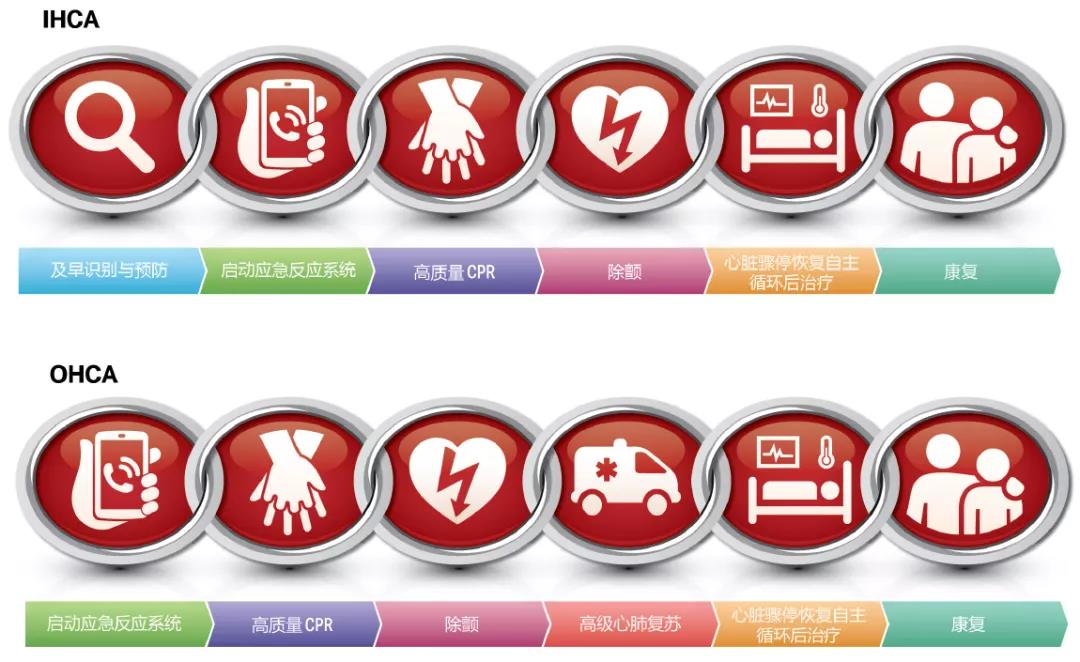 IHCA
及早识别与预防
启动应急反应系统
高质量 CPR
除颤
心脏骤停恢复自主
循环后治疗
康复
OHCA
启动应急反应系统
高质量 CPR
除颤
高级心肺复苏
心脏骤停恢复自主
循环后治疗
康复